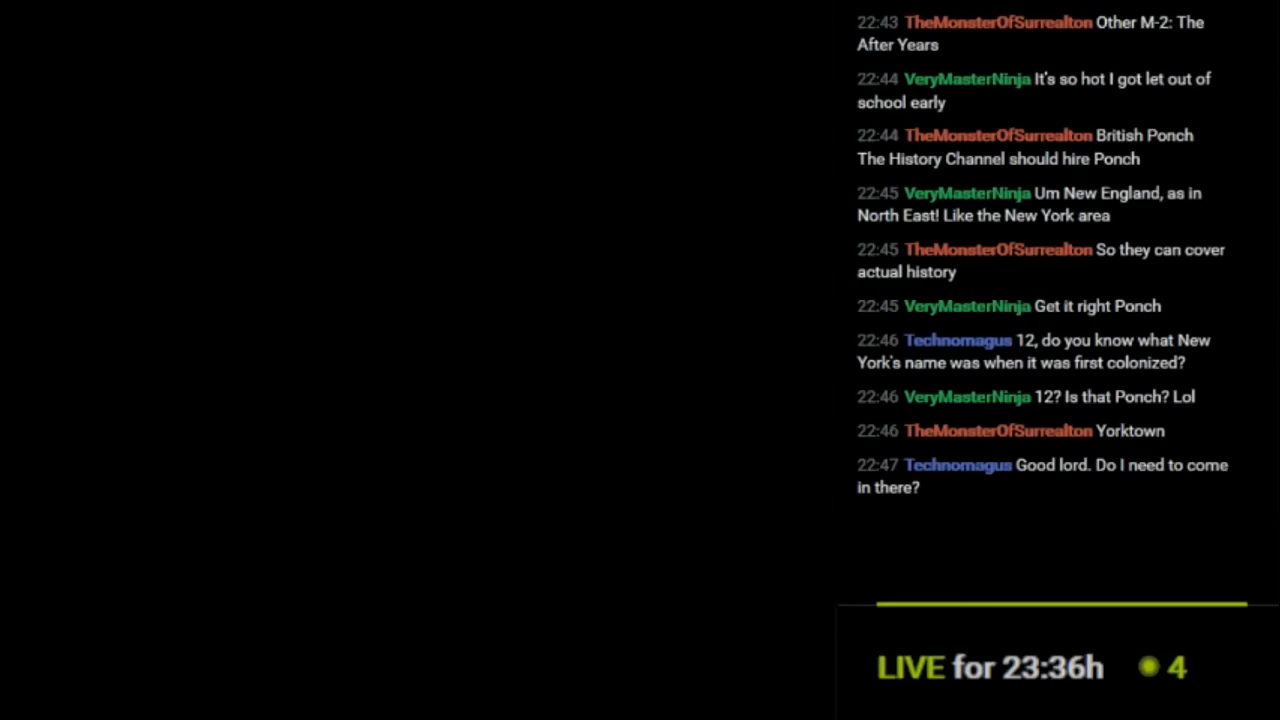 22:43 TheMonsterOfSurrealton Other M-2: The
After Years
22:44 VeryMasterNinja It's so hot I got let out of
school early
22:44 TheMonsterOfSurrealton British Ponch
The History Channel should hire Ponch
22:45 VeryMasterNinja Um New England, as in
North East! Like the New York area
22:45 TheMonsterOfSurrealton So they can cover
actual history
22:45 VeryMasterNinja Get it right Ponch
22:46 Technomagus 12, do you know what New
York's name was when it was first colonized?
22:46 VeryMasterNinja 12? Is that Ponch? Lol
22:46 TheMonsterOfSurrealton Yorktown
22:47 Technomagus Good lord. Do I need to come
in there?
LIVE for 23:36h 4